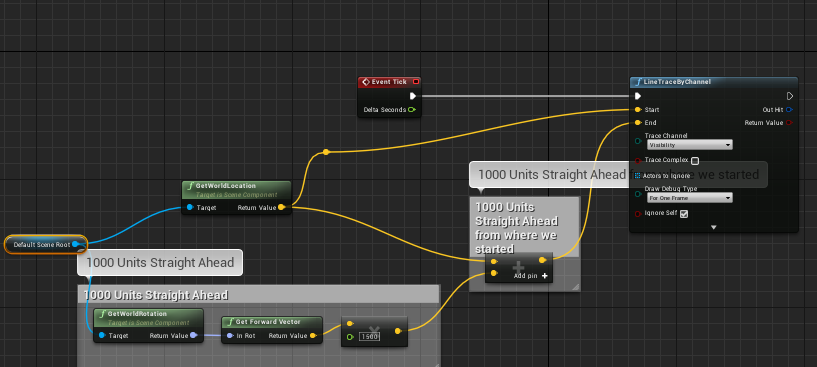 Event Tick
Delta Seconds
LineTraceByChannel
Start
Out Hit
End
Return Value
Trace Channel
Visibility
Trace Complex
Actors to Ignore
Draw Debug Type
For One Frame
Ignore Self
1000 Units Straight Ahead from where we started
1000 Units
Straight Ahead
from where we
started
Add pin
GetWorldLocation
Target is Scene Component
Target
Return Value
Default Scene Root
1000 Units Straight Ahead
1000 Units Straight Ahead
GetWorldRotation
Target is Scene Component
Target
Return Value
Get Forward Vector
In Rot
Return Value
1500